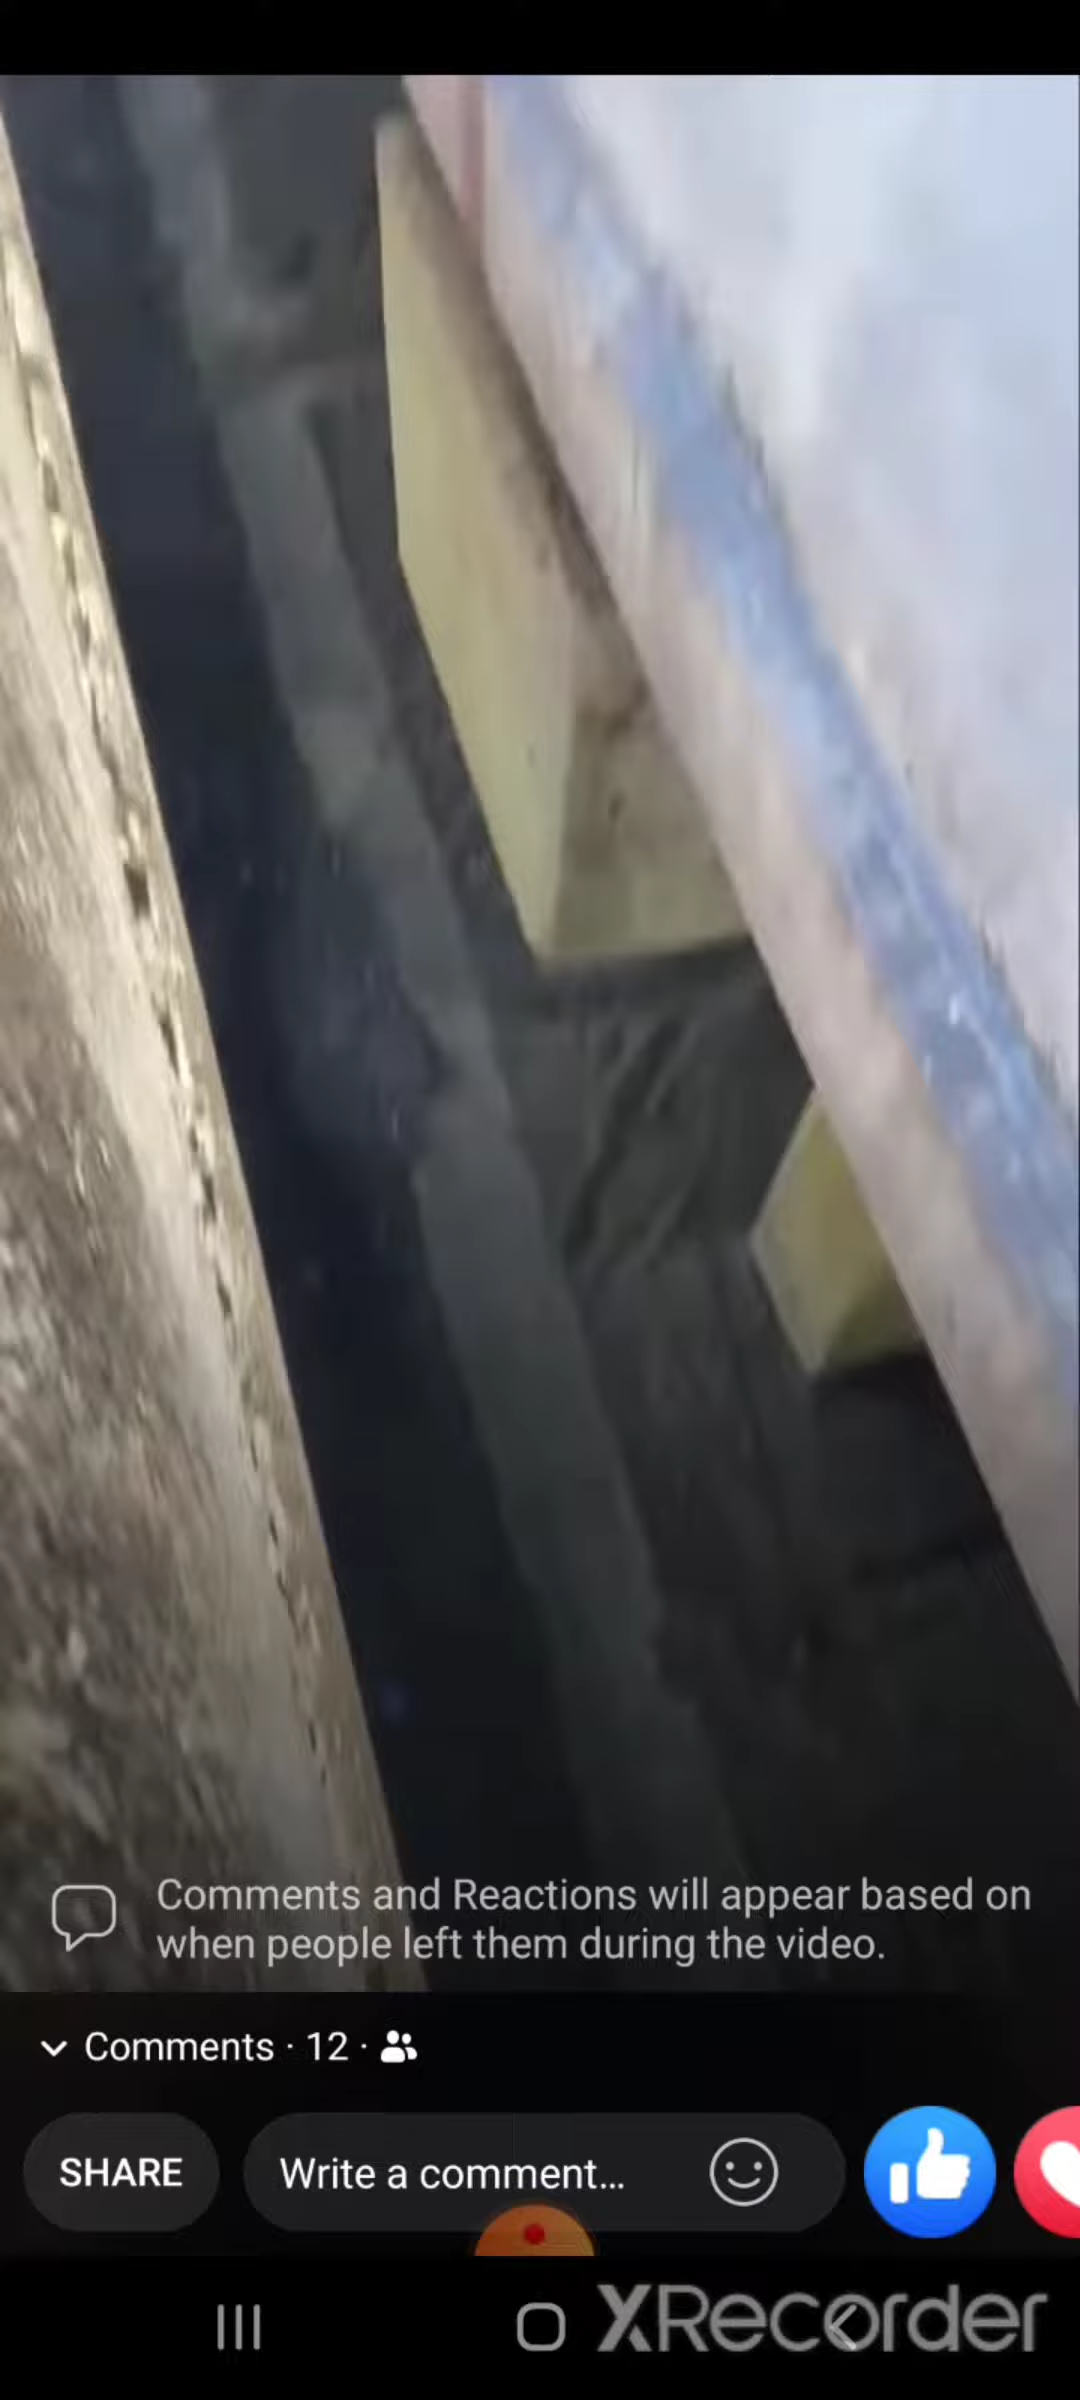 Comments and Reactions will appear based on
when people left them during the video.
Comments · 12 ·
SHARE
Write a comment...
XRecorder